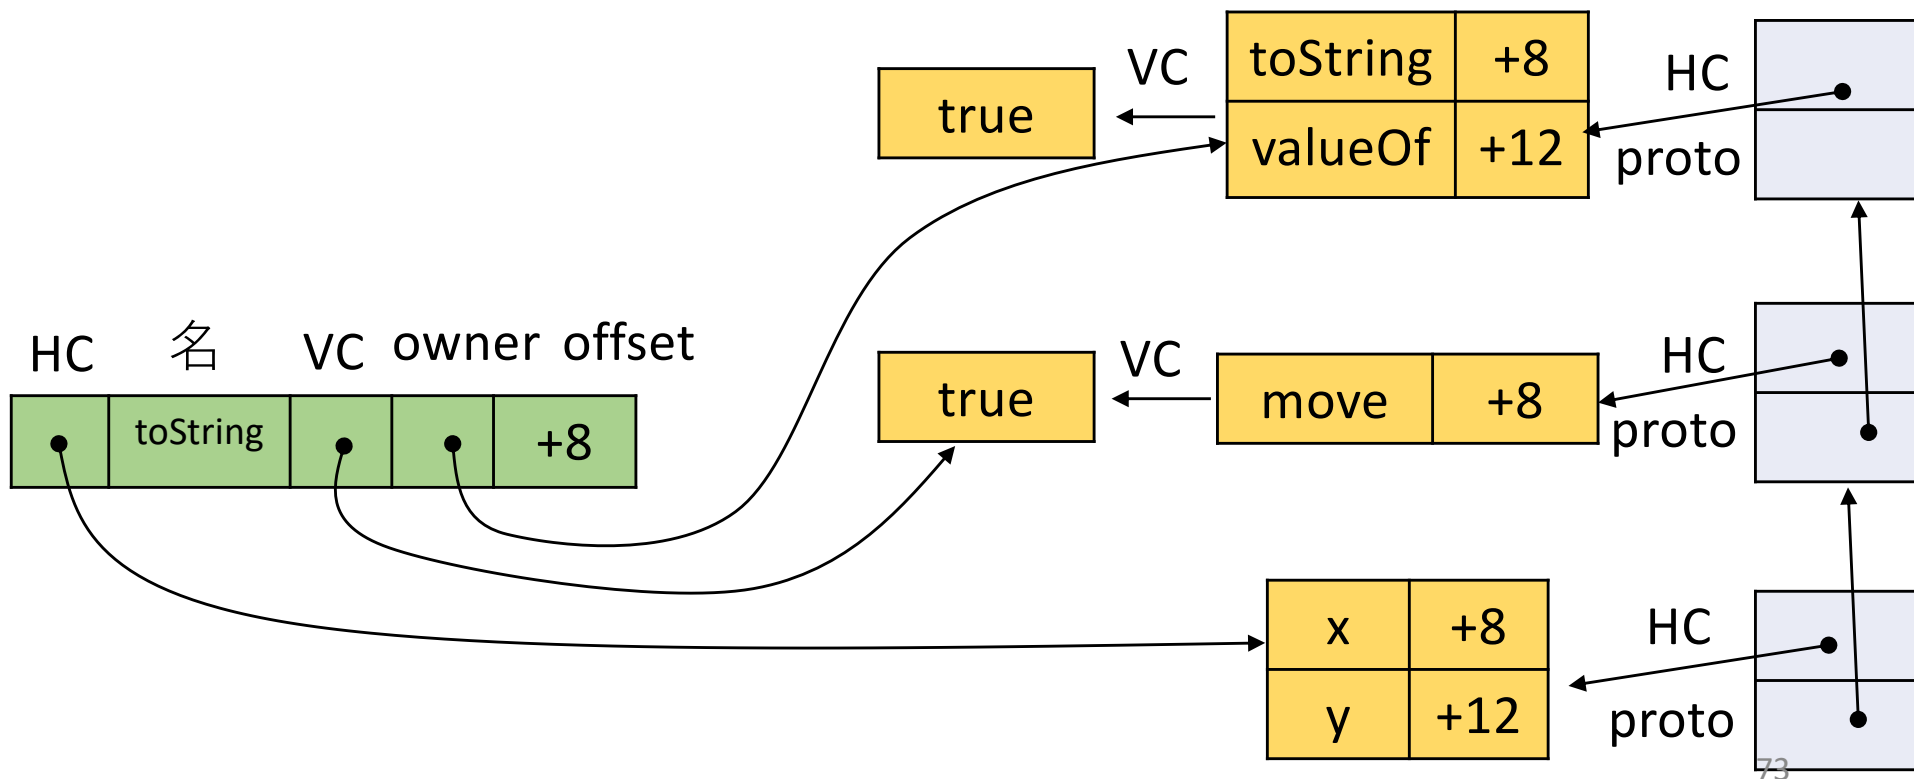 true
VC
toString +8
valueOf +12
HC
proto
HC 名 VC owner offset
toString +8
true
VC
move +8
HC
proto
x +8
y +12
HC
proto
73